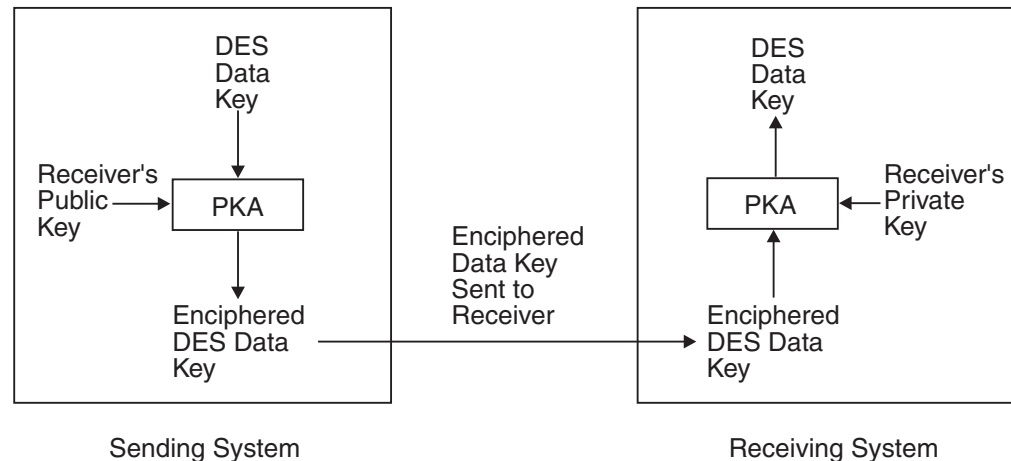 DES
Data
Key
Receiver's
Public
Key
PKA
Enciphered
DES Data
Key
Enciphered
Data Key
Sent to
Receiver
DES
Data
Key
PKA
Receiver's
Private
Key
Enciphered
DES Data
Key
Sending System
Receiving System